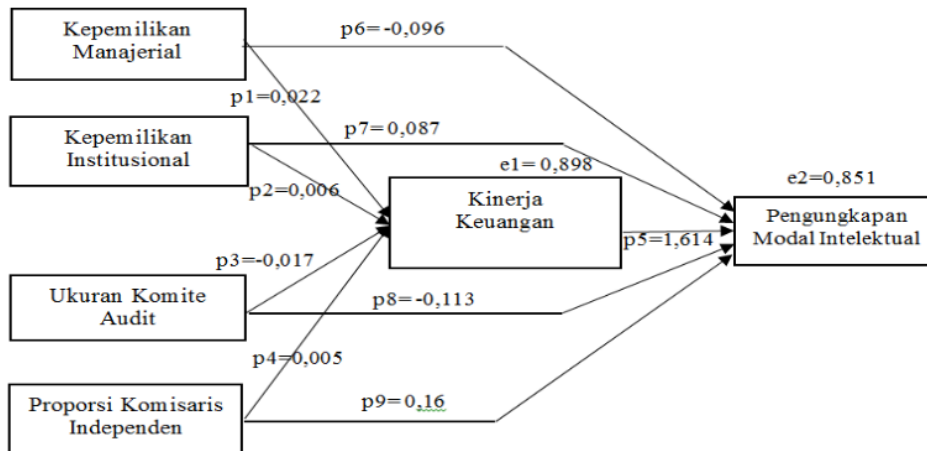 Kepemilikan
Manajerial
p6=-0,096
p1=0,022
Kepemilikan
Institusional
p7=0,087
e1=0,898
p2=0,006
Kinerja
Keuangan
e2=0,851
Pengungkapan
Modal Intelektual
p5=1,614
p3=-0,017
Ukuran Komite
Audit
p8=-0,113
p4=0,005
Proporsi Komisaris
Independen
p9=0,16